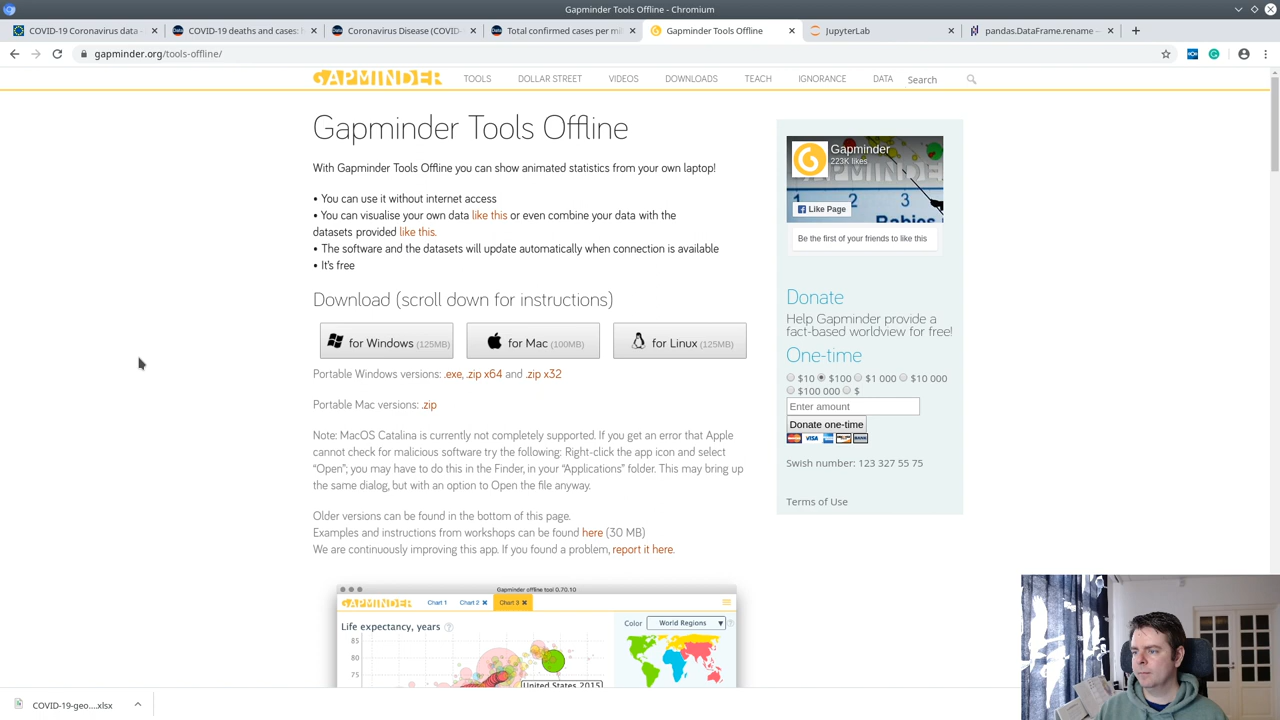 Gapminder Tools Offline - Chromium
COVID-19 Coronavirus data -
COVID-19 deaths and cases: h
Coronavirus Disease (COVID-
Total confirmed cases per mil
Gapminder Tools Offline
JupyterLab
pandas.DataFrame.rename —
gapminder.org/tools-offline/
GAPMINDER
TOOLS
DOLLAR STREET
VIDEOS
DOWNLOADS
TEACH
IGNORANCE
DATA
Search
Gapminder Tools Offline
With Gapminder Tools Offline you can show animated statistics from your own laptop!
• You can use it without internet access
• You can visualise your own data like this or even combine your data with the
datasets provided like this.
• The software and the datasets will update automatically when connection is available
• It's free
Download (scroll down for instructions)
for Windows (125MB)
for Mac (100MB)
for Linux (125MB)
Portable Windows versions: .exe, .zip x64 and .zip x32
Portable Mac versions: .zip
Note: MacOS Catalina is currently not completely supported. If you get an error that Apple
cannot check for malicious software try the following: Right-click the app icon and select
“Open”; you may have to do this in the Finder, in your “Applications” folder. This may bring up
the same dialog, but with an option to Open the file anyway.
Older versions can be found in the bottom of this page.
Examples and instructions from workshops can be found here (30 MB)
We are continuously improving this app. If you found a problem, report it here.
Gapminder offline tool 0.70.10
GAPMINDER
Chart 1
Chart 2
Chart 3
Life expectancy, years
85
80
75
United States 2015
Color
World Regions
Gapminder
223K likes
GAPMINDER
1 2 3
Babies
Like Page
Be the first of your friends to like this
Donate
Help Gapminder provide a
fact-based worldview for free!
One-time
$10 $100 $1 000 $10 000
$100 000 $
Enter amount
Donate one-time
VISA
BANK
Swish number: 123 327 55 75
Terms of Use
COVID-19-geo....xlsx